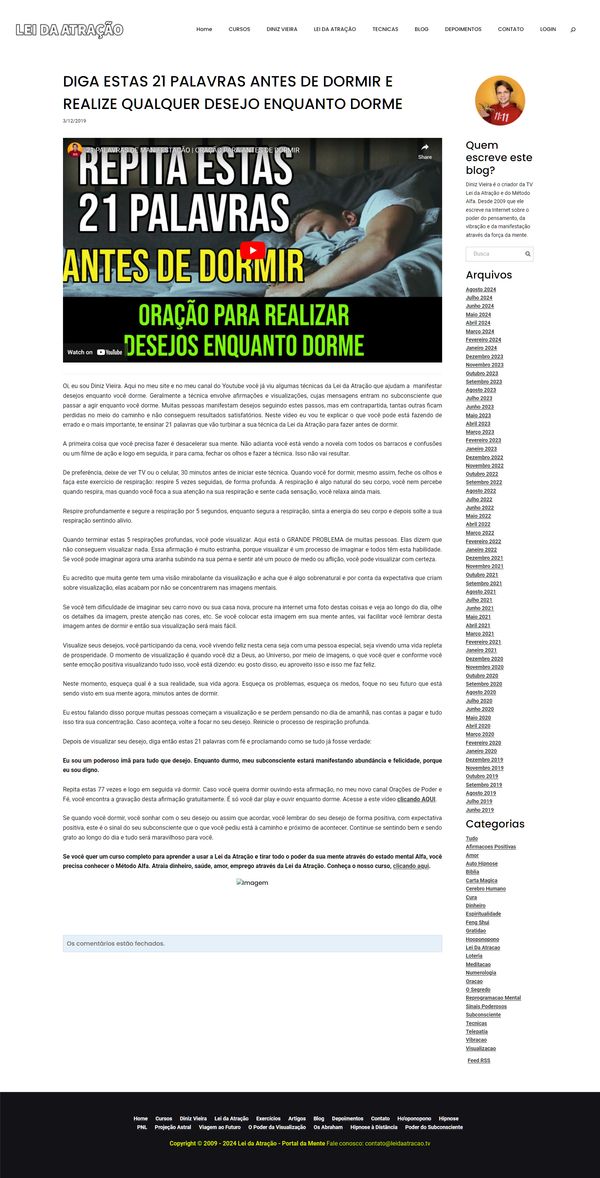 LEI DA ATRAÇÃO
Home CURSOS DINIZ VIEIRA LEI DA ATRAÇÃO TECNICAS BLOG DEPOIMENTOS CONTATO LOGIN
DIGA ESTAS 21 PALAVRAS ANTES DE DORMIR E
REALIZE QUALQUER DESEJO ENQUANTO DORME
3/12/2019
21 PALAVRAS DE MANIFESTAÇÃO | ORAÇÃO PARA ANTES DE DORMIR
Share
REPITA ESTAS
21 PALAVRAS
ANTES DE DORMIR
ORAÇÃO PARA REALIZAR
DESEJOS ENQUANTO DORME
Watch on YouTube
Oi, eu sou Diniz Vieira. Aqui no meu site e no meu canal do Youtube você já viu algumas técnicas da Lei da Atração que ajudam a manifestar
desejos enquanto você dorme. Geralmente a técnica envolve afirmações e visualizações, cujas mensagens entram no subconsciente que
passar a agir enquanto você dorme. Muitas pessoas manifestam desejos seguindo estes passos, mas em contrapartida, tantas outras ficam
perdidas no meio do caminho e não conseguem resultados satisfatórios. Neste vídeo eu vou te explicar o que você pode está fazendo de
errado e o mais importante, te ensinar 21 palavras que vão turbinar a sua técnica da Lei da Atração para fazer antes de dormir.
A primeira coisa que você precisa fazer é desacelerar sua mente. Não adianta você está vendo a novela com todos os barracos e confusões
ou um filme de ação e logo em seguida, ir para cama, fechar os olhos e fazer a técnica. Isso não vai resultar.
De preferência, deixe de ver TV ou o celular, 30 minutos antes de iniciar este técnica. Quando você for dormir, mesmo assim, feche os olhos e
faça este exercício de respiração: respire 5 vezes seguidas, de forma profunda. A respiração é algo natural do seu corpo, você nem percebe
quando respira, mas quando você foca a sua atenção na sua respiração e sente cada sensação, você relaxa ainda mais.
Respire profundamente e segure a respiração por 5 segundos, enquanto segura a respiração, sinta a energia do seu corpo e depois solte a sua
respiração sentindo alívio.
Quando terminar estas 5 respirações profundas, você pode visualizar. Aqui está o GRANDE PROBLEMA de muitas pessoas. Elas dizem que
não conseguem visualizar nada. Essa afirmação é muito estranha, porque visualizar é um processo de imaginar e todos têm esta habilidade.
Se você pode imaginar agora uma aranha subindo na sua perna e sentir até um pouco de medo ou aflição, você pode visualizar com certeza.
Eu acredito que muita gente tem uma visão mirabolante da visualização e acha que é algo sobrenatural e por conta da expectativa que criam
sobre visualização, elas acabam por não se concentrarem nas imagens mentais.
Se você tem dificuldade de imaginar seu carro novo ou sua casa nova, procure na internet uma foto destas coisas e veja ao longo do dia, olhe
os detalhes da imagem, preste atenção nas cores, etc. Se você colocar esta imagem em sua mente antes, vai facilitar você lembrar desta
imagem antes de dormir e então sua visualização será mais fácil.
Visualize seus desejos, você participando da cena, você vivendo feliz nesta cena seja com uma pessoa especial, seja vivendo uma vida repleta
de prosperidade. O momento de visualização é quando você diz a Deus, ao Universo, por meio de imagens, o que você quer e conforme você
sente emoção positiva visualizando tudo isso, você está dizendo: eu gosto disso, eu aproveito isso e isso me faz feliz.
Neste momento, esqueça qual é a sua realidade, sua vida agora. Esqueça os problemas, esqueça os medos, foque no seu futuro que está
sendo visto em sua mente agora, minutos antes de dormir.
Eu estou falando disso porque muitas pessoas começam a visualização e se perdem pensando no dia de amanhã, nas contas a pagar e tudo
isso tira sua concentração. Caso aconteça, volte a focar no seu desejo. Reinicie o processo de respiração profunda.
Depois de visualizar seu desejo, diga então estas 21 palavras com fé e proclamando como se tudo já fosse verdade:
Eu sou um poderoso imã para tudo que desejo. Enquanto durmo, meu subconsciente estará manifestando abundância e felicidade, porque
eu sou digno.
Repita estas 77 vezes e logo em seguida vá dormir. Caso você queira dormir ouvindo esta afirmação, no meu novo canal Orações de Poder e
Fé, você encontra a gravação desta afirmação gratuitamente. É só você dar play e ouvir enquanto dorme. Acesse a este vídeo clicando AQUI.
Se quando você dormir, você sonhar com o seu desejo ou assim que acordar, você lembrar do seu desejo de forma positiva, com expectativa
positiva, este é o sinal do seu subconsciente que o que você pediu está à caminho e próximo de acontecer. Continue se sentindo bem e sendo
grato ao longo do dia e tudo será maravilhoso para você.
Se você quer um curso completo para aprender a usar a Lei da Atração e tirar todo o poder da sua mente através do estado mental Alfa, você
precisa conhecer o Método Alfa. Atraia dinheiro, saúde, amor, emprego através da Lei da Atração. Conheça o nosso curso, clicando aqui.
Imagem
Os comentários estão fechados.
11:11
Quem
escreve este
blog?
Diniz Vieira é o criador da TV
Lei da Atração e do Método
Alfa. Desde 2009 que ele
escreve na Internet sobre o
poder do pensamento, da
vibração e da manifestação
através da força da mente.
Busca
Arquivos
Agosto 2024
Julho 2024
Junho 2024
Maio 2024
Abril 2024
Março 2024
Fevereiro 2024
Janeiro 2024
Dezembro 2023
Novembro 2023
Outubro 2023
Setembro 2023
Agosto 2023
Julho 2023
Junho 2023
Maio 2023
Abril 2023
Março 2023
Fevereiro 2023
Janeiro 2023
Dezembro 2022
Novembro 2022
Outubro 2022
Setembro 2022
Agosto 2022
Julho 2022
Junho 2022
Maio 2022
Abril 2022
Março 2022
Fevereiro 2022
Janeiro 2022
Dezembro 2021
Novembro 2021
Outubro 2021
Setembro 2021
Agosto 2021
Julho 2021
Junho 2021
Maio 2021
Abril 2021
Março 2021
Fevereiro 2021
Janeiro 2021
Dezembro 2020
Novembro 2020
Outubro 2020
Setembro 2020
Agosto 2020
Julho 2020
Junho 2020
Maio 2020
Abril 2020
Março 2020
Fevereiro 2020
Janeiro 2020
Dezembro 2019
Novembro 2019
Outubro 2019
Setembro 2019
Agosto 2019
Julho 2019
Junho 2019
Categorias
Tudo
Afirmacoes Positivas
Amor
Auto Hipnose
Biblia
Carta Magica
Cerebro Humano
Cura
Dinheiro
Espiritualidade
Feng Shui
Gratidao
Hooponopono
Lei Da Atracao
Loteria
Meditacao
Numerologia
Oracao
O Segredo
Reprogramacao Mental
Sinais Poderosos
Subconsciente
Tecnicas
Telepatia
Vibracao
Visualizacao
Feed RSS
Home Cursos Diniz Vieira Lei da Atração Exercícios Artigos Blog Depoimentos Contato Ho'oponopono Hipnose
PNL Projeção Astral Viagem ao Futuro O Poder da Visualização Os Abraham Hipnose à Distância Poder do Subconsciente
Copyright © 2009 - 2024 Lei da Atração - Portal da Mente Fale conosco: contato@leidaatracao.tv